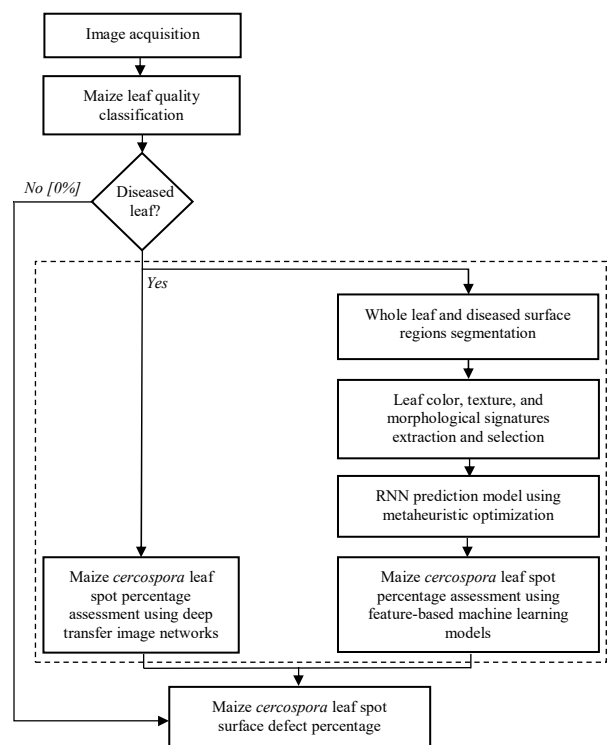 Image acquisition
Maize leaf quality
classification
Diseased
leaf?
No [0%]
Yes
Whole leaf and diseased surface
regions segmentation
Leaf color, texture, and
morphological signatures
extraction and selection
RNN prediction model using
metaheuristic optimization
Maize cercospora leaf
spot percentage
assessment using deep
transfer image networks
Maize cercospora leaf spot
percentage assessment using
feature-based machine learning
models
Maize cercospora leaf spot
surface defect percentage